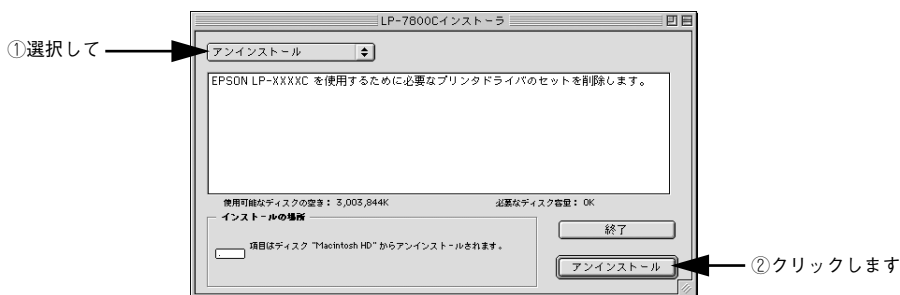 LP-7800Cインストーラ
①選択して
アンインストール
EPSON LP-XXXXC を使用するために必要なプリンタドライバのセットを削除します。
使用可能なディスクの空き： 3,003,844K 必要なディスク容量： 0K
インストールの場所
項目はディスク “Macintosh HD” からアンインストールされます。
終了
アンインストール
②クリックします